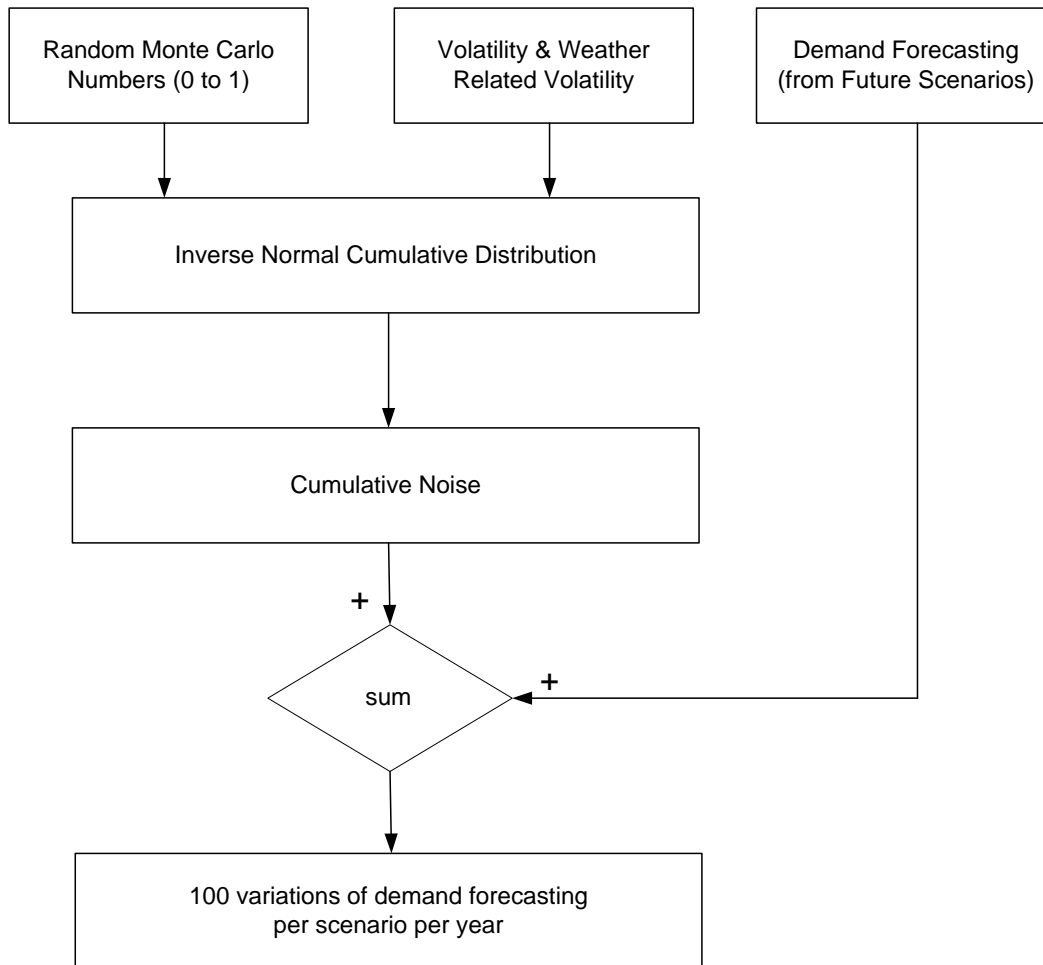 Random Monte Carlo
Numbers (0 to 1)
Volatility & Weather
Related Volatility
Demand Forecasting
(from Future Scenarios)
Inverse Normal Cumulative Distribution
Cumulative Noise
+
+
sum
100 variations of demand forecasting
per scenario per year